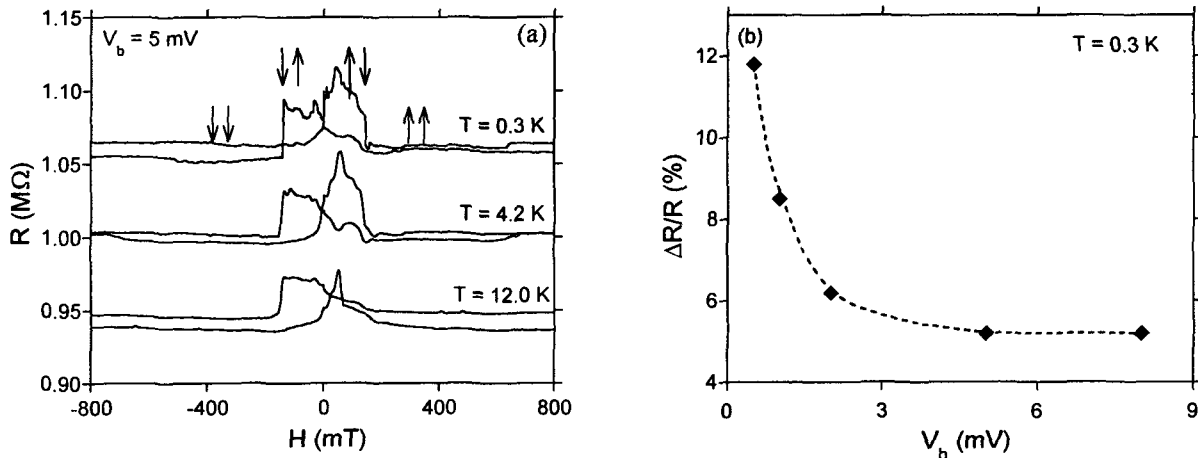 1.15
V_b = 5 mV
(a)
1.10
T = 0.3 K
1.05
T = 4.2 K
1.00
T = 12.0 K
0.95
0.90
R (MΩ)
-800
-400
0
400
800
H (mT)
(b)
T = 0.3 K
12
10
8
6
4
ΔR/R (%)
0
3
6
9
V_b (mV)